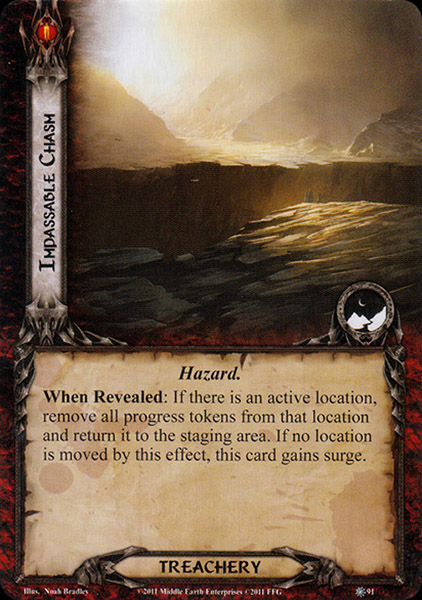 IMPASSABLE CHASM
Hazard.
When Revealed: If there is an active location,
remove all progress tokens from that location
and return it to the staging area. If no location
is moved by this effect, this card gains surge.
TREACHERY
Illus. Noah Bradley ©2011 Middle Earth Enterprises ©2011 FFG 91